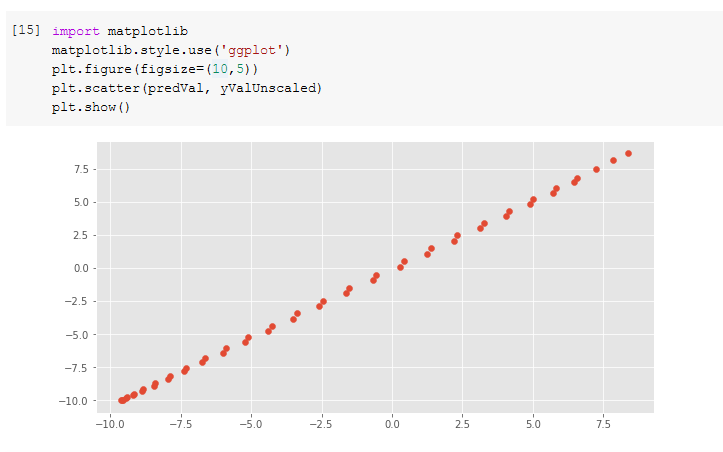 [15] import matplotlib
matplotlib.style.use('ggplot')
plt.figure(figsize=(10,5))
plt.scatter(predVal, yValUnscaled)
plt.show()
7.5
5.0
2.5
0.0
−2.5
−5.0
−7.5
−10.0
−10.0 −7.5 −5.0 −2.5 0.0 2.5 5.0 7.5